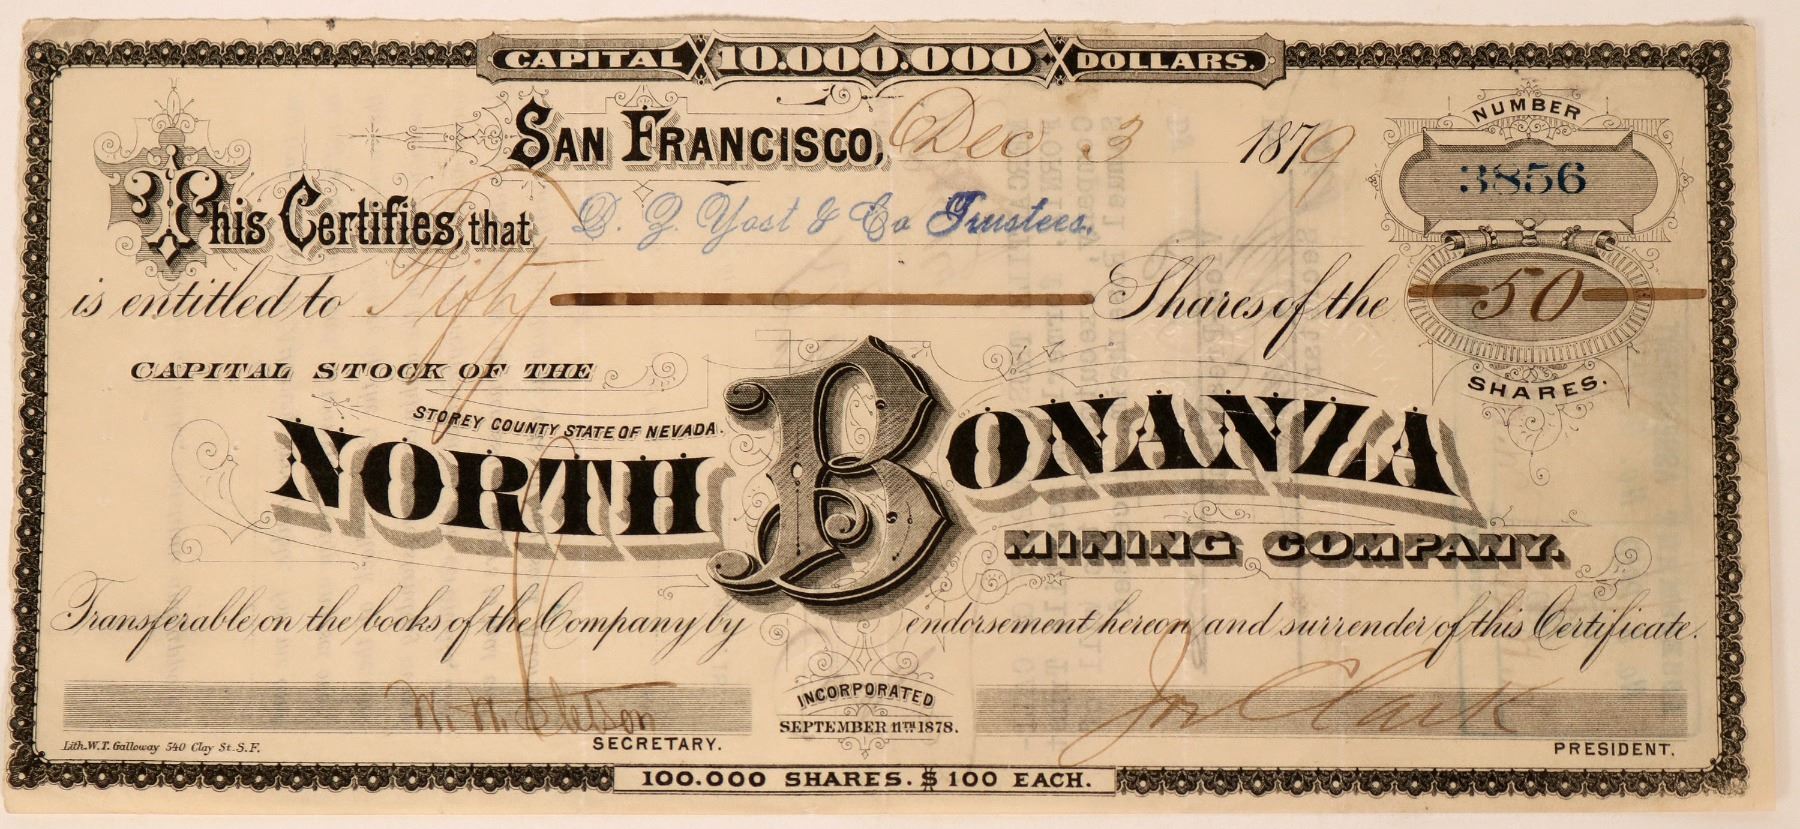 CAPITAL 10.000.000 DOLLARS.
SAN FRANCISCO, Dec 3 1879
NUMBER
3856
This Certifies, that D. Z. Yost & Co Trustees.
is entitled to Fifty Shares of the 50
SHARES.
CAPITAL STOCK OF THE
STOREY COUNTY STATE OF NEVADA.
NORTH BONANZA
MINING COMPANY.
Transferable on the books of the Company by endorsement hereon and surrender of this Certificate.
W. W. Stetson
Jos Clark
INCORPORATED
SEPTEMBER 11TH 1878.
SECRETARY.
PRESIDENT.
Lith. W.T. Galloway 540 Clay St. S.F.
100.000 SHARES. $ 100 EACH.